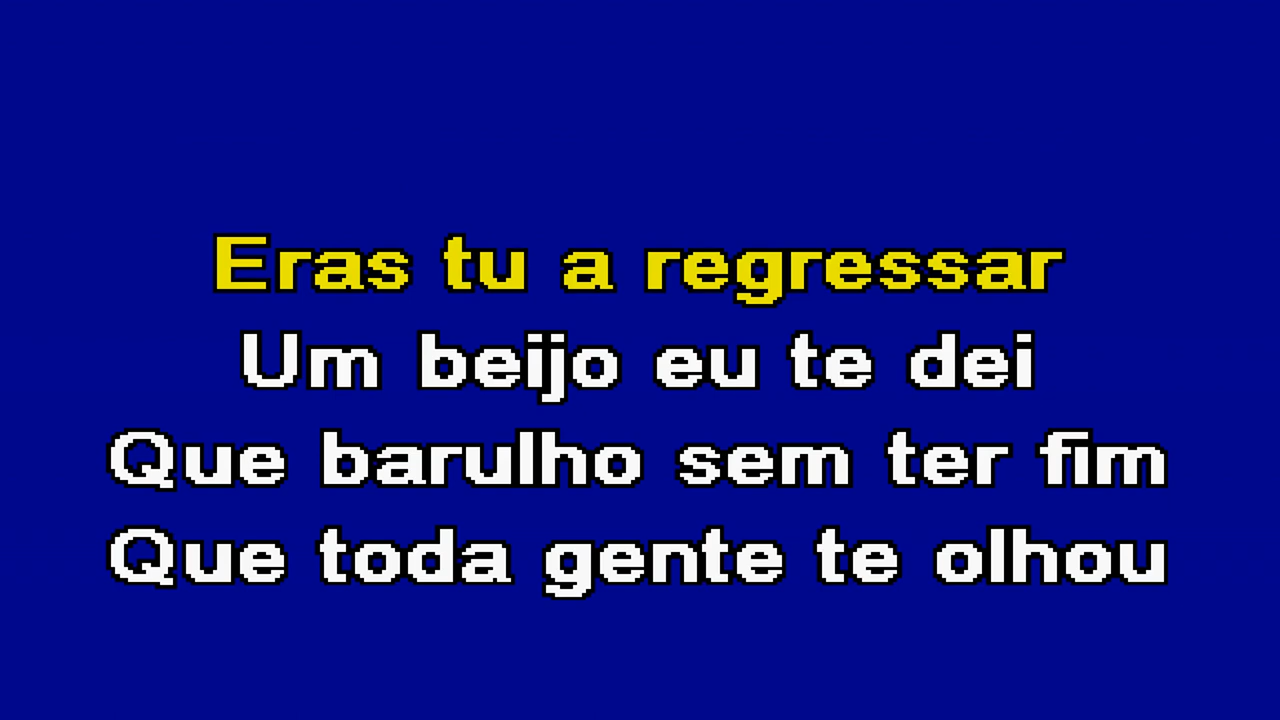 Eras tu a regressar
Um beijo eu te dei
Que barulho sem ter fim
Que toda gente te olhou